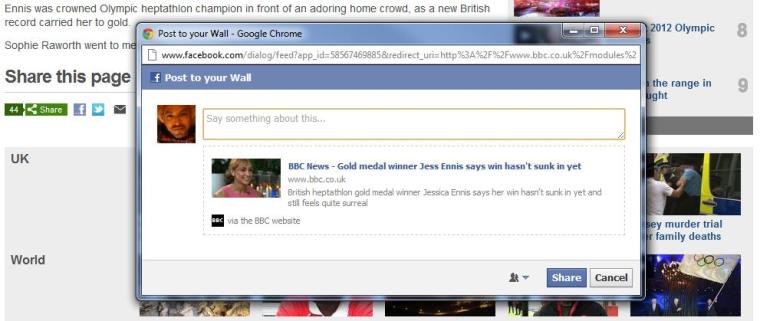 Ennis was crowned Olympic heptathlon champion in front of an adoring home crowd, as a new British
record carried her to gold.
Sophie Raworth went to me
Share this page
44 Share
UK
World
Post to your Wall - Google Chrome
www.facebook.com/dialog/feed?app_id=58567469885&redirect_uri=http%3A%2F%2Fwww.bbc.co.uk%2Fmodules%2
f Post to your Wall
Say something about this...
BBC News - Gold medal winner Jess Ennis says win hasn't sunk in yet
www.bbc.co.uk
British heptathlon gold medal winner Jessica Ennis says her win hasn't sunk in yet and
still feels quite surreal
BBC via the BBC website
Share Cancel
2012 Olympic
8
the range in
ught
9
sey murder trial
family deaths